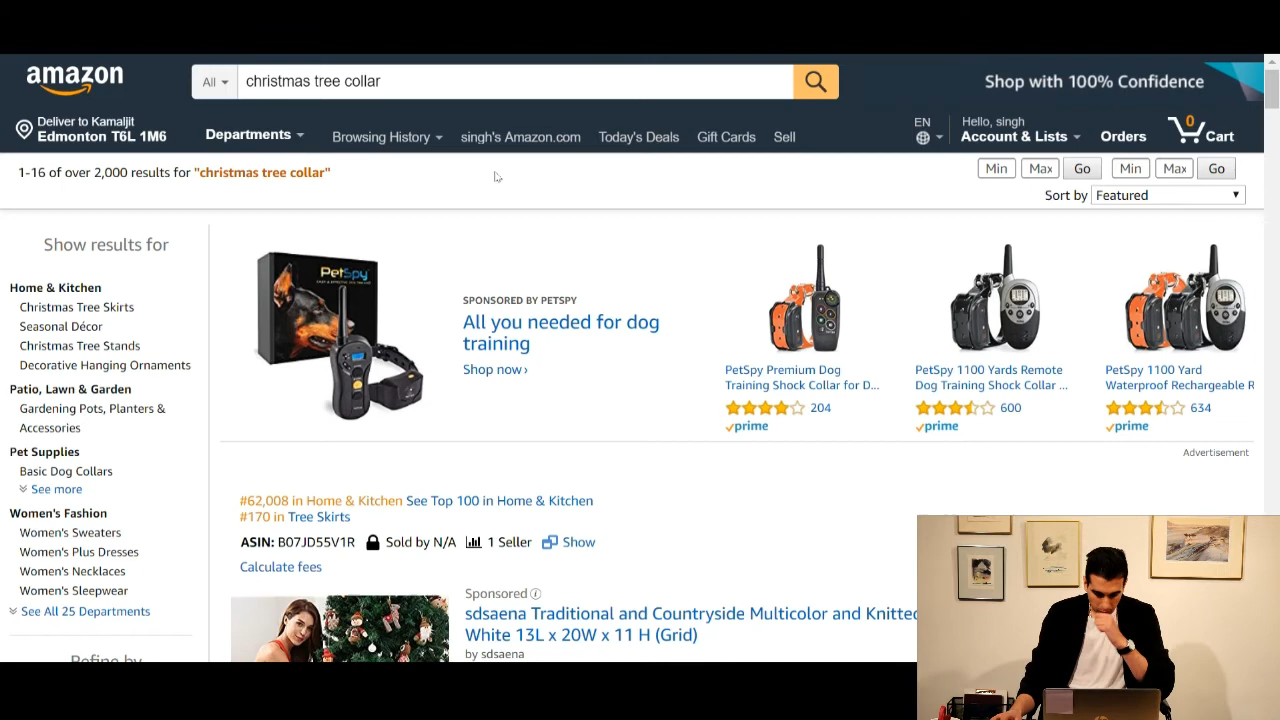 amazon
All
christmas tree collar
Shop with 100% Confidence
Deliver to Kamaljit
Edmonton T6L 1M6
Departments
Browsing History
singh's Amazon.com
Today's Deals
Gift Cards
Sell
EN
Hello, singh
Account & Lists
Orders
0
Cart
1-16 of over 2,000 results for "christmas tree collar"
Min
Max
Go
Min
Max
Go
Sort by
Featured
Show results for
Home & Kitchen
Christmas Tree Skirts
Seasonal Décor
Christmas Tree Stands
Decorative Hanging Ornaments
Patio, Lawn & Garden
Gardening Pots, Planters &
Accessories
Pet Supplies
Basic Dog Collars
See more
Women's Fashion
Women's Sweaters
Women's Plus Dresses
Women's Necklaces
Women's Sleepwear
See All 25 Departments
Refine by
PetSpy
SPONSORED BY PETSPY
All you needed for dog
training
Shop now ›
PetSpy Premium Dog
Training Shock Collar for D...
204
prime
PetSpy 1100 Yards Remote
Dog Training Shock Collar ...
600
prime
PetSpy 1100 Yard
Waterproof Rechargeable R
634
prime
Advertisement
#62,008 in Home & Kitchen See Top 100 in Home & Kitchen
#170 in Tree Skirts
ASIN: B07JD55V1R Sold by N/A 1 Seller Show
Calculate fees
Sponsored
sdsaena Traditional and Countryside Multicolor and Knitted
White 13L x 20W x 11 H (Grid)
by sdsaena